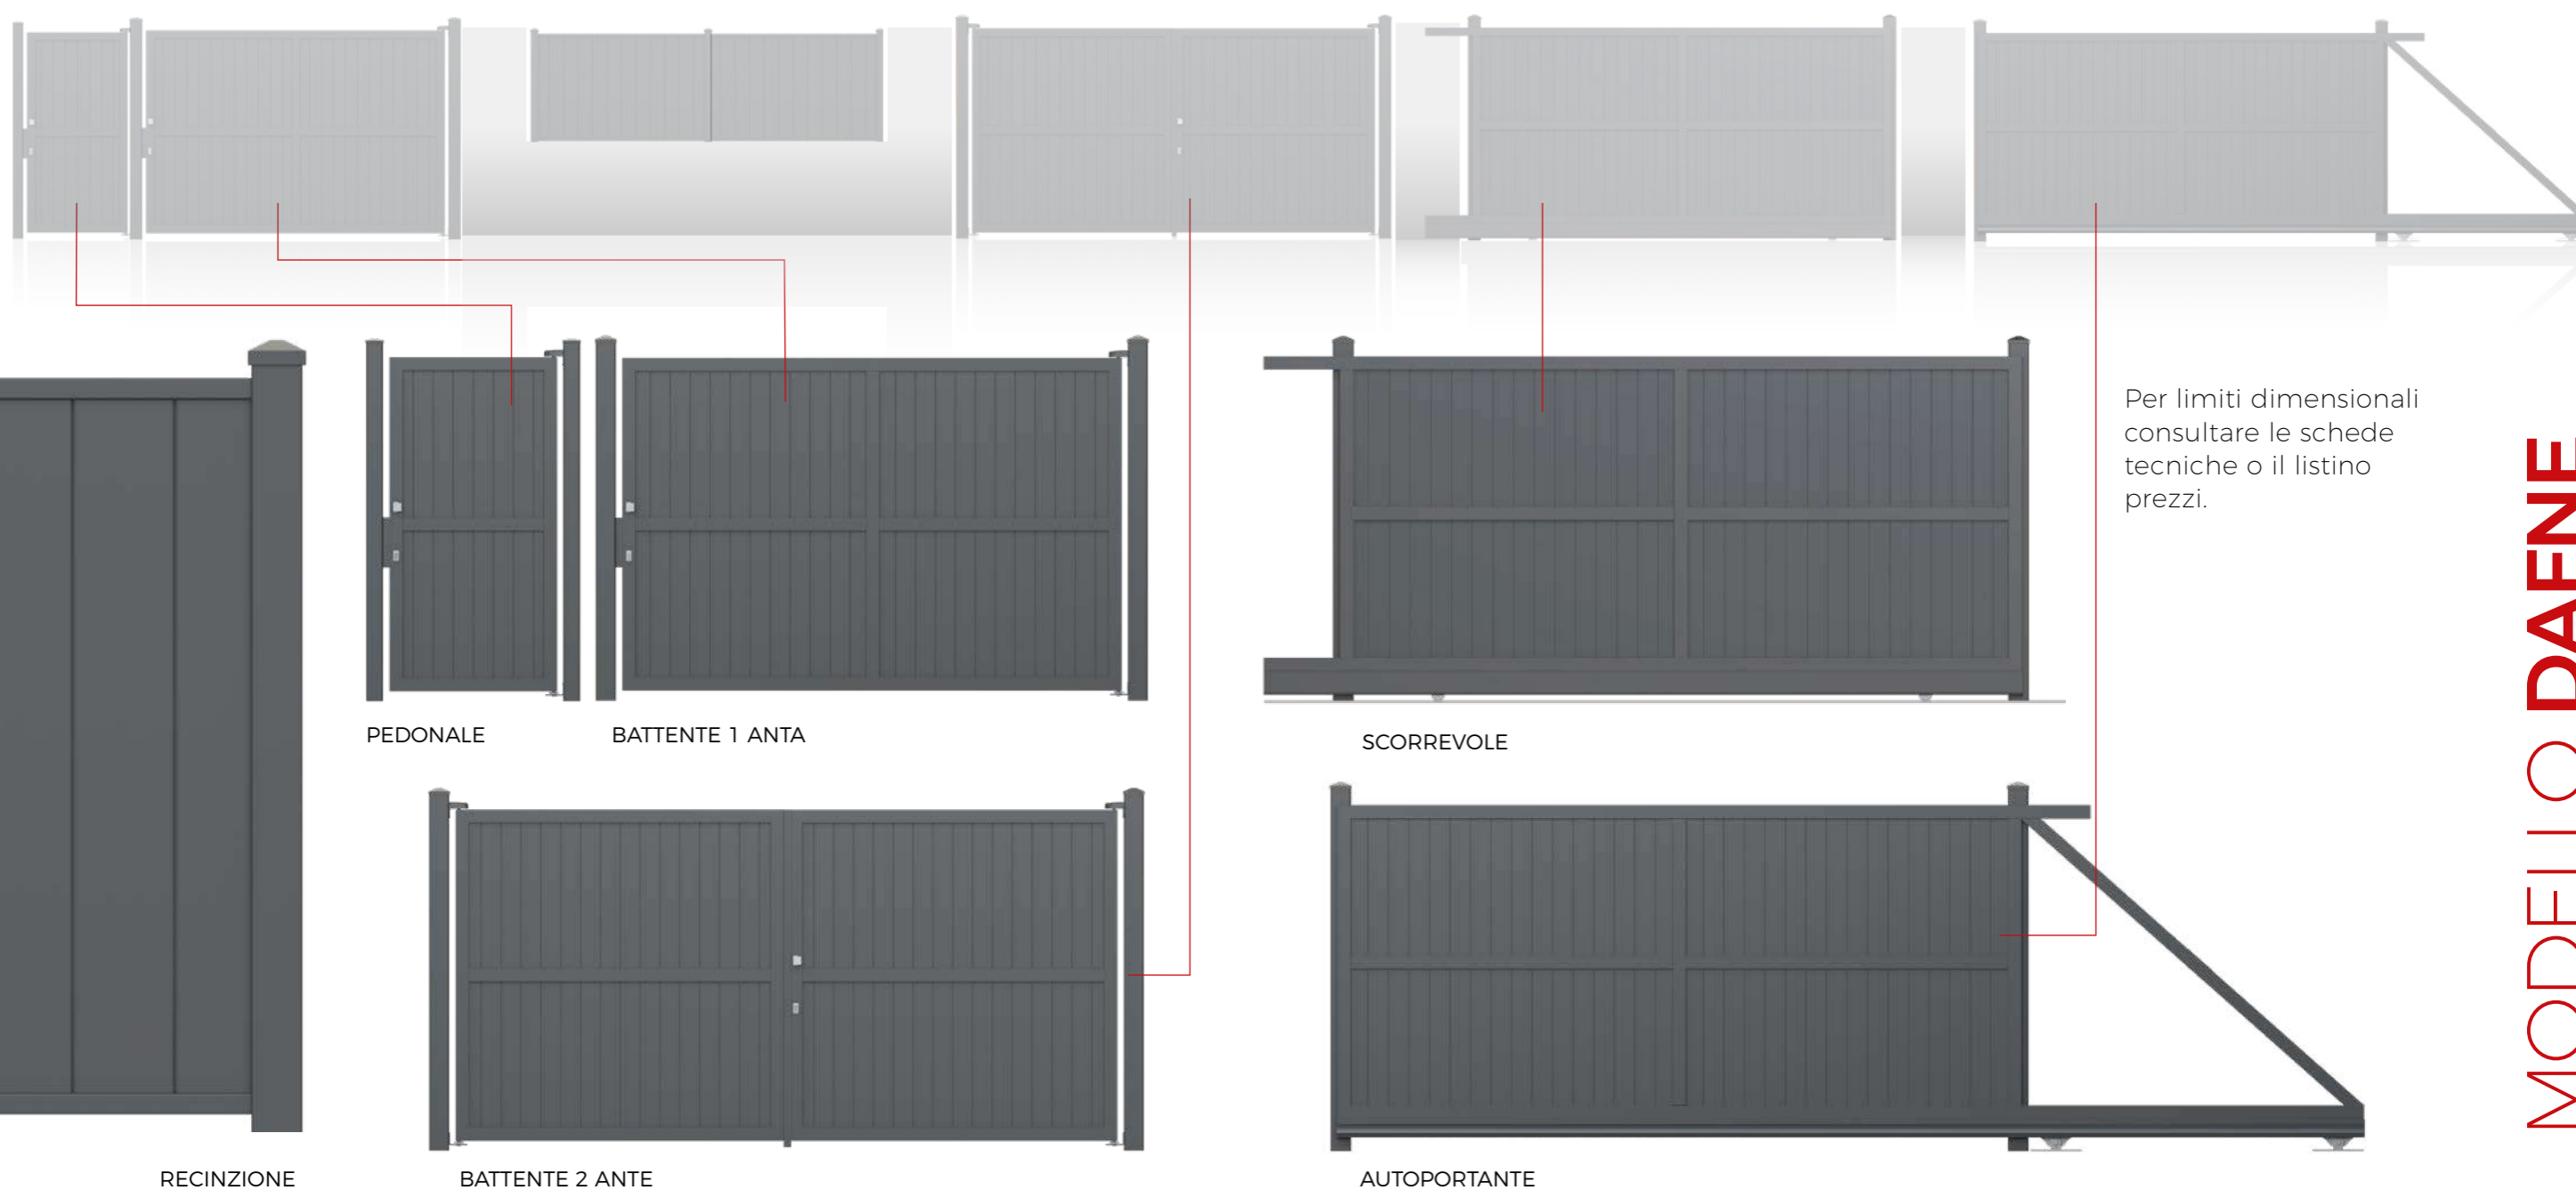 Per limiti dimensionali
consultare le schede
tecniche o il listino
prezzi.
PEDONALE
BATTENTE 1 ANTA
SCORREVOLE
RECINZIONE
BATTENTE 2 ANTE
AUTOPORTANTE
MODELLO DAFNE